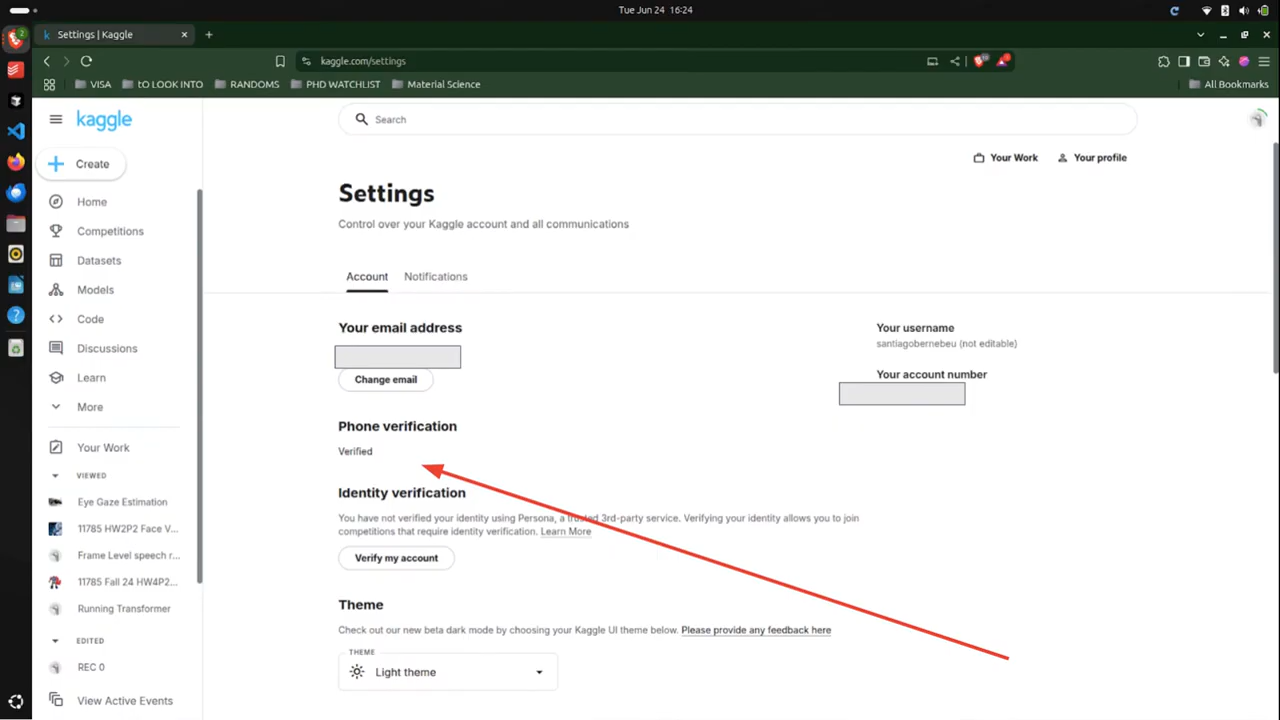 Tue Jun 24 16:24
Settings | Kaggle
kaggle.com/settings
VISA
tO LOOK INTO
RANDOMS
PHD WATCHLIST
Material Science
All Bookmarks
kaggle
Search
Create
Your Work
Your profile
Home
Competitions
Datasets
Models
Code
Discussions
Learn
More
Your Work
VIEWED
Eye Gaze Estimation
11785 HW2P2 Face V...
Frame Level speech r...
11785 Fall 24 HW4P2...
Running Transformer
EDITED
REC 0
View Active Events
Settings
Control over your Kaggle account and all communications
Account
Notifications
Your email address
Change email
Your username
santiagobernebeu (not editable)
Your account number
Phone verification
Verified
Identity verification
You have not verified your identity using Persona, a trusted 3rd-party service. Verifying your identity allows you to join
competitions that require identity verification. Learn More
Verify my account
Theme
Check out our new beta dark mode by choosing your Kaggle UI theme below. Please provide any feedback here
THEME
Light theme